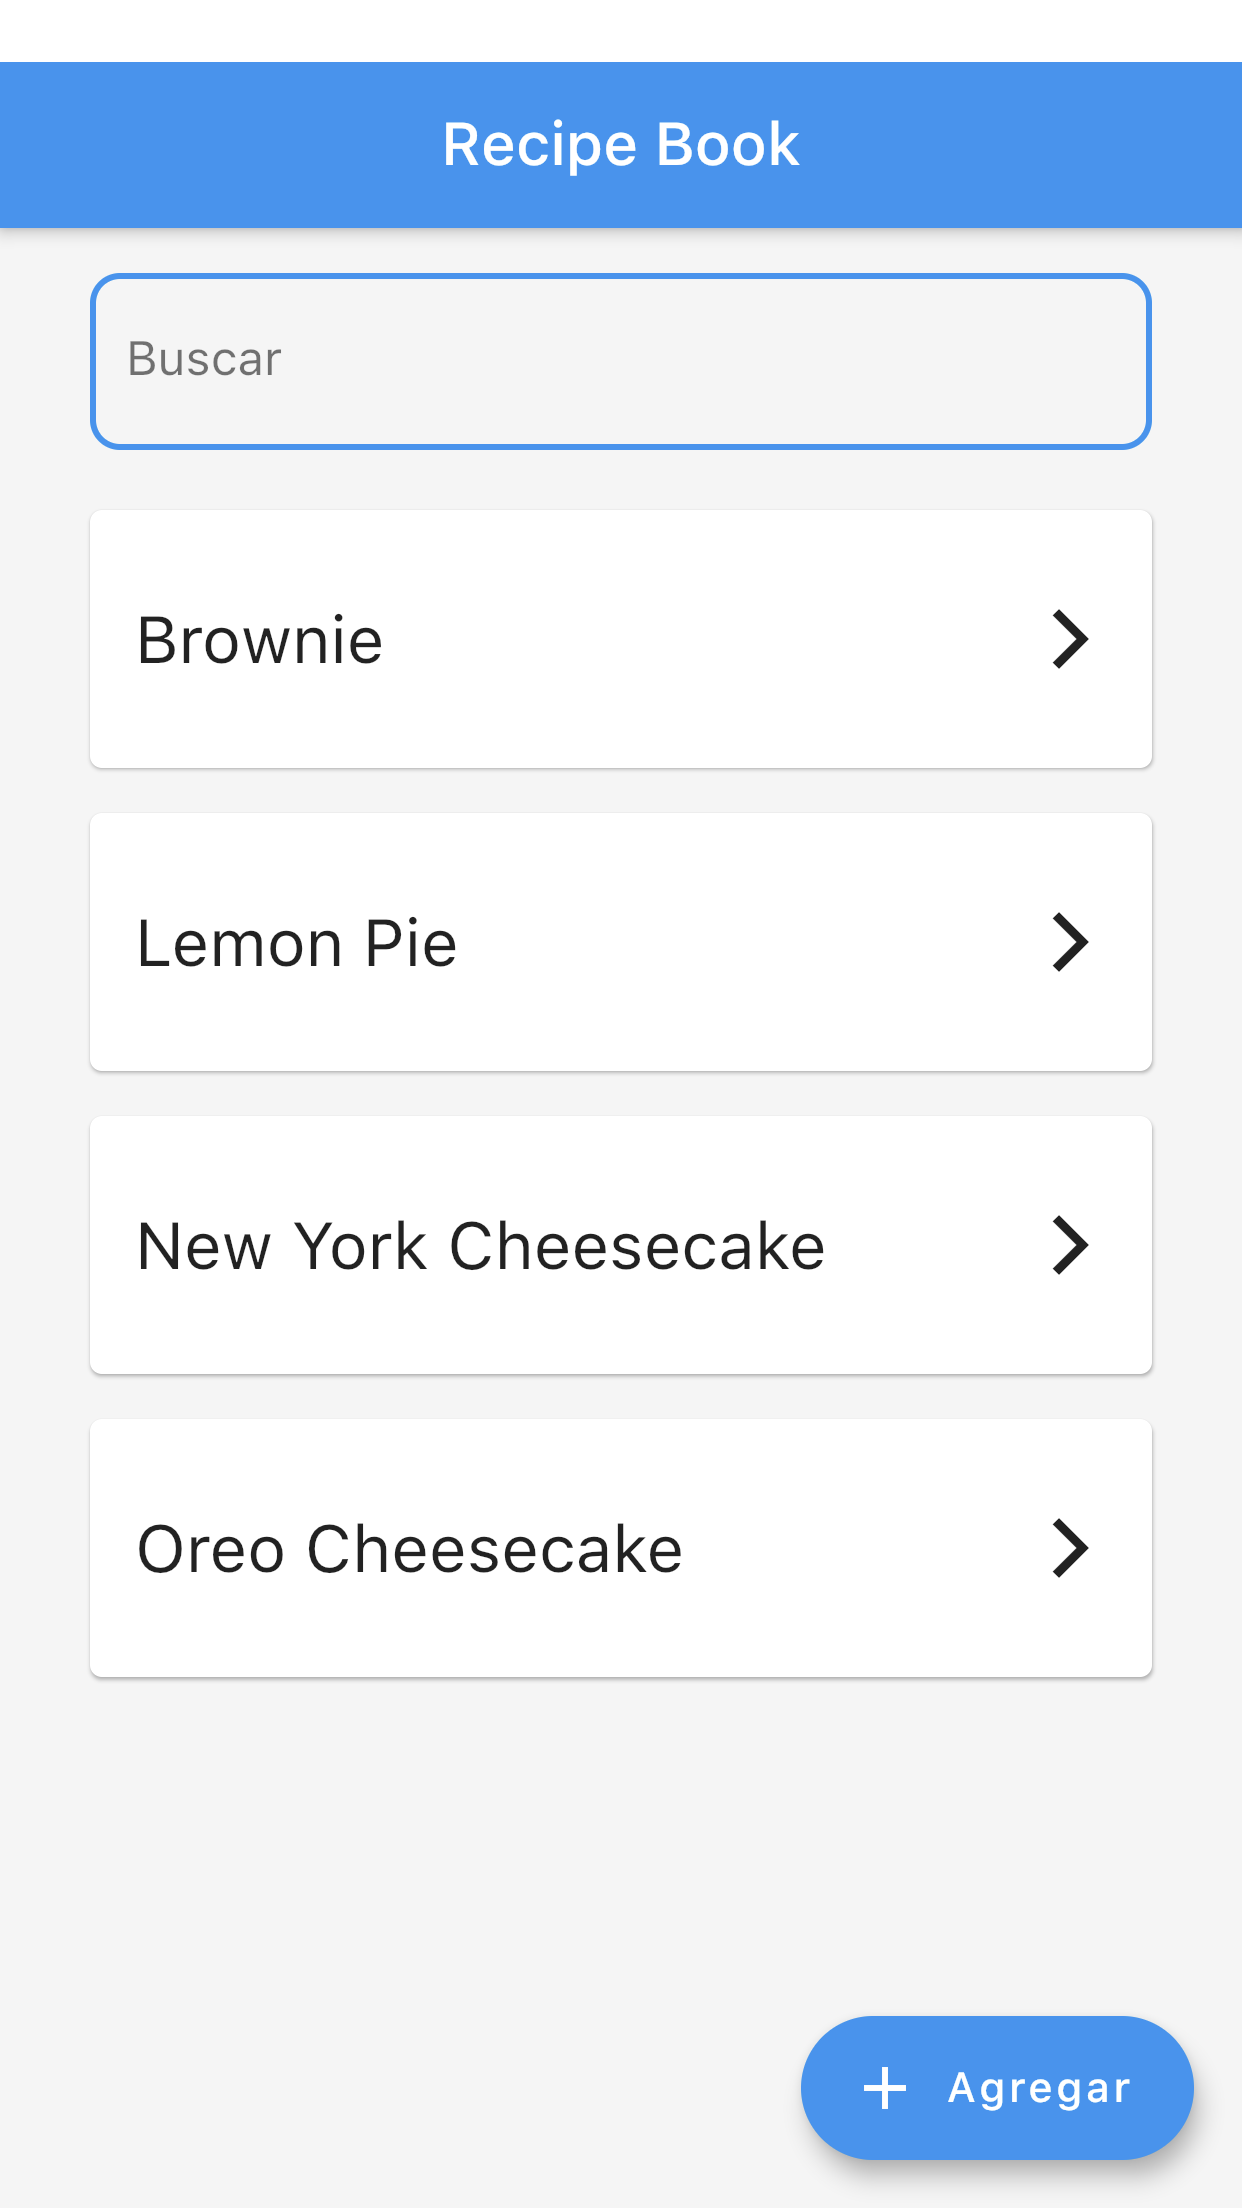 Recipe Book
Buscar
Brownie
Lemon Pie
New York Cheesecake
Oreo Cheesecake
Agregar